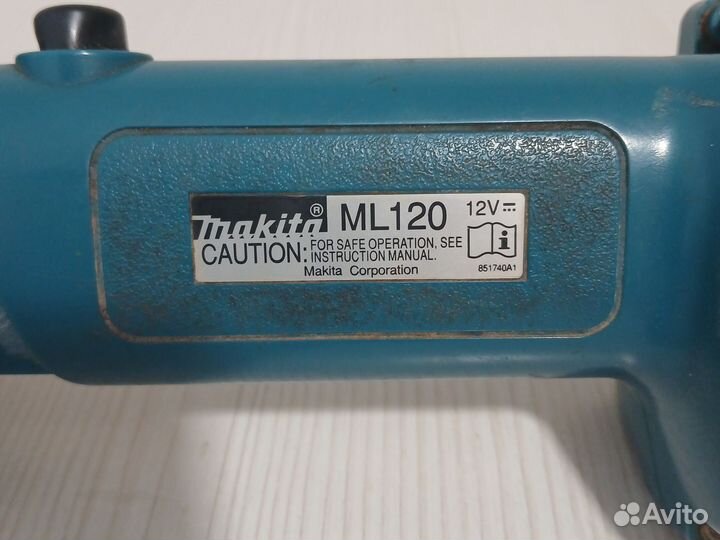 makita® ML120 12V
CAUTION: FOR SAFE OPERATION, SEE
INSTRUCTION MANUAL.
Makita Corporation
851740A1
Avito